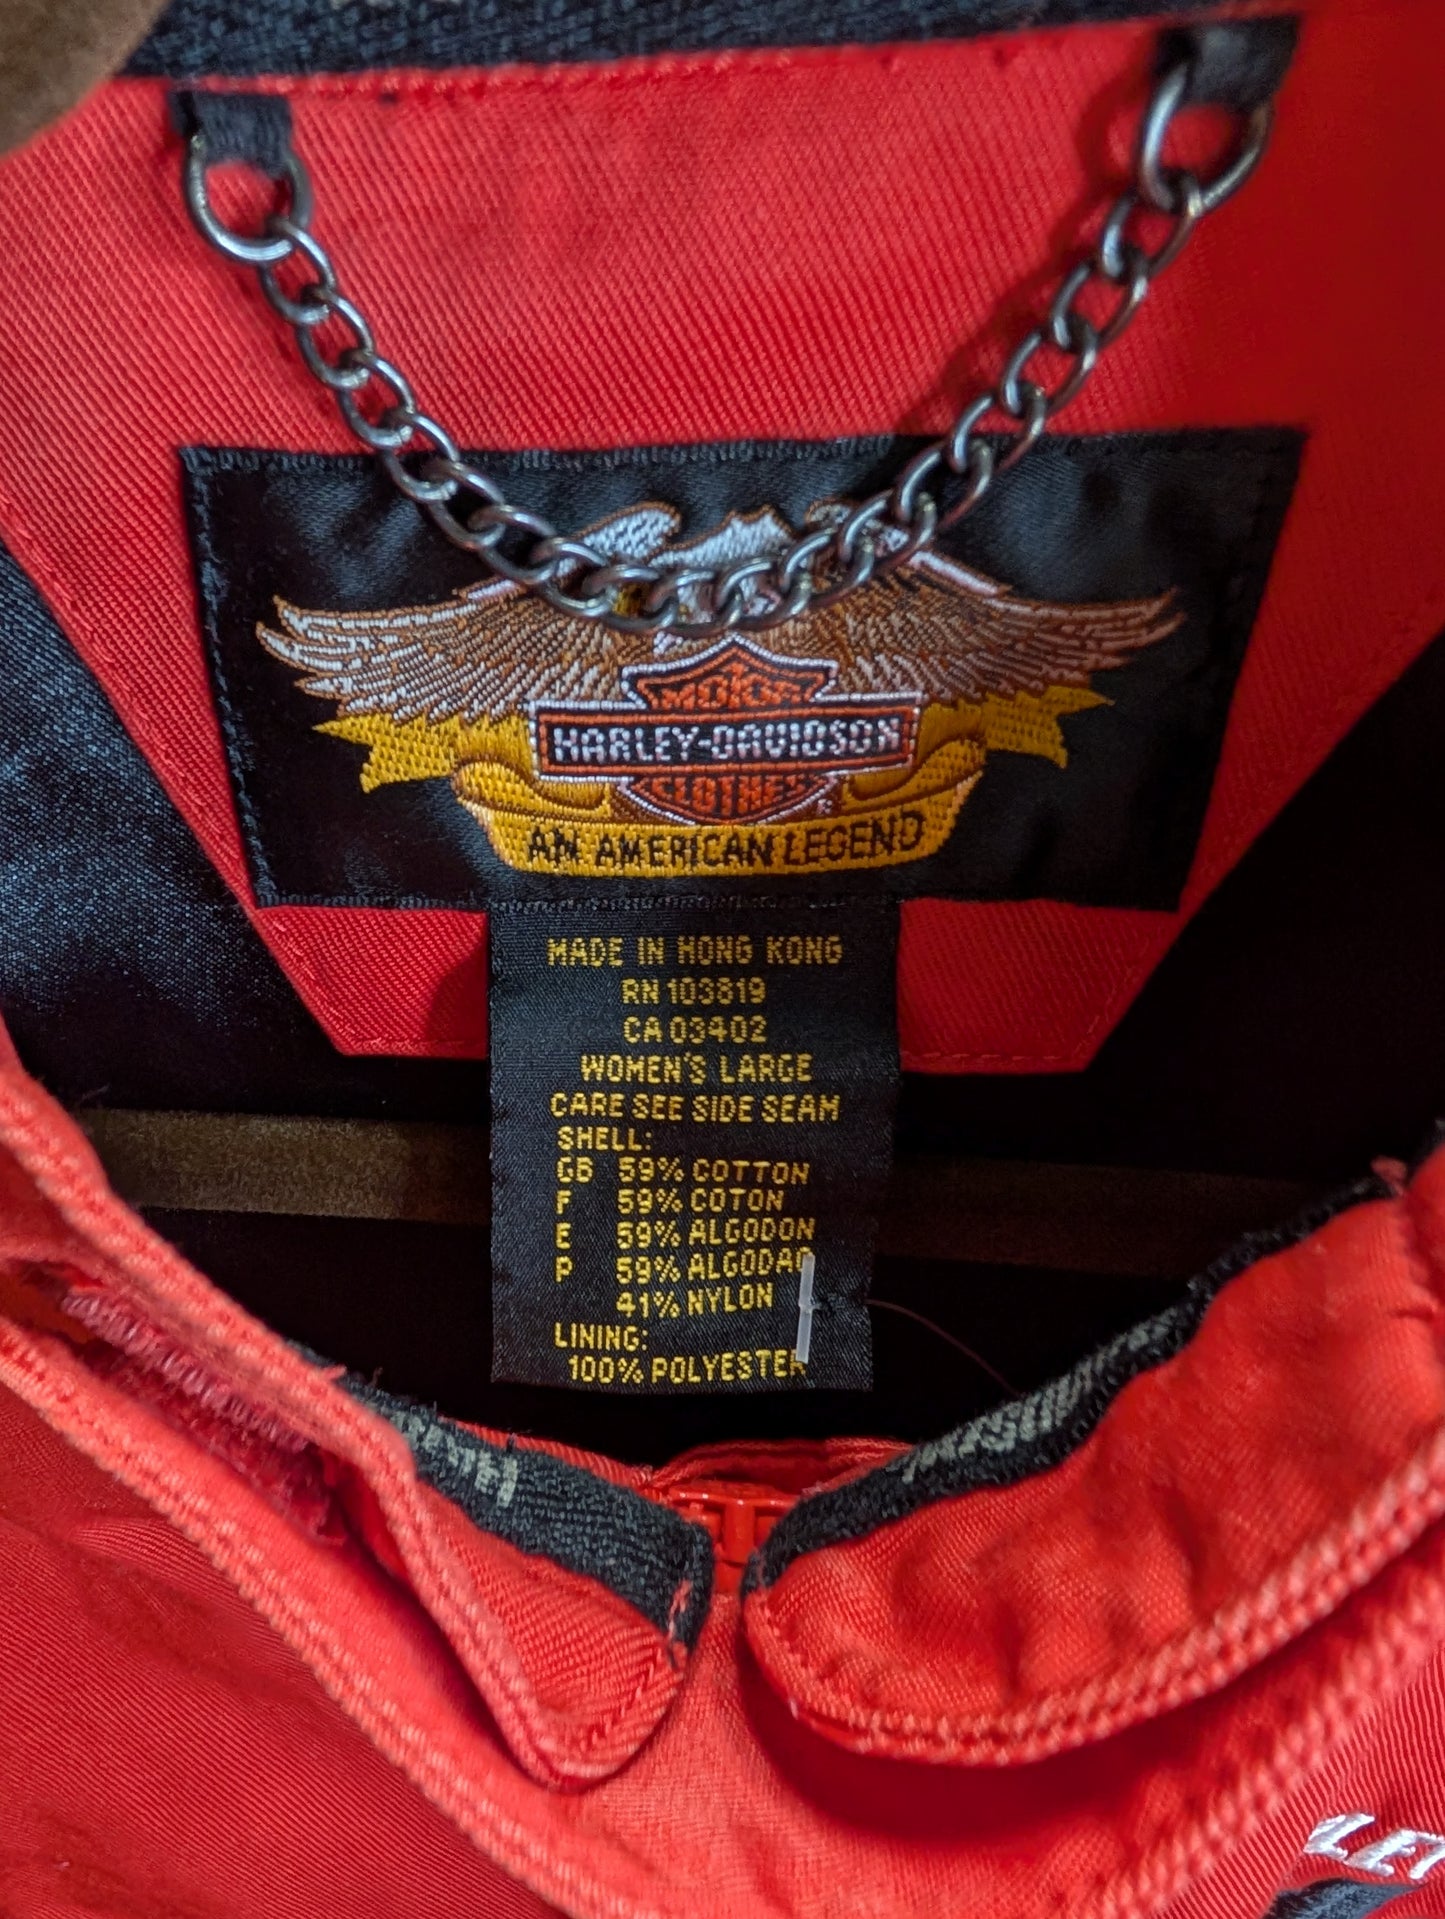 MOTOR
HARLEY-DAVIDSON
CLOTHES
AN AMERICAN LEGEND
MADE IN HONG KONG
RN 103819
CA 03402
WOMEN'S LARGE
CARE SEE SIDE SEAM
SHELL:
GB 59% COTTON
F 59% COTON
E 59% ALGODON
P 59% ALGODAO
41% NYLON
LINING:
100% POLYESTER